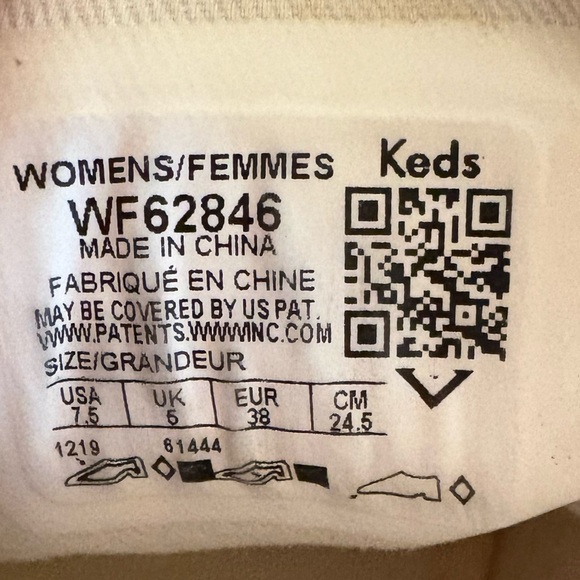 WOMENS/FEMMES Keds
WF62846
MADE IN CHINA
FABRIQUÉ EN CHINE
MAY BE COVERED BY US PAT.
WWW.PATENTS.WWWINC.COM
SIZE/GRANDEUR
USA UK EUR CM
7.5 5 38 24.5
1219 61444